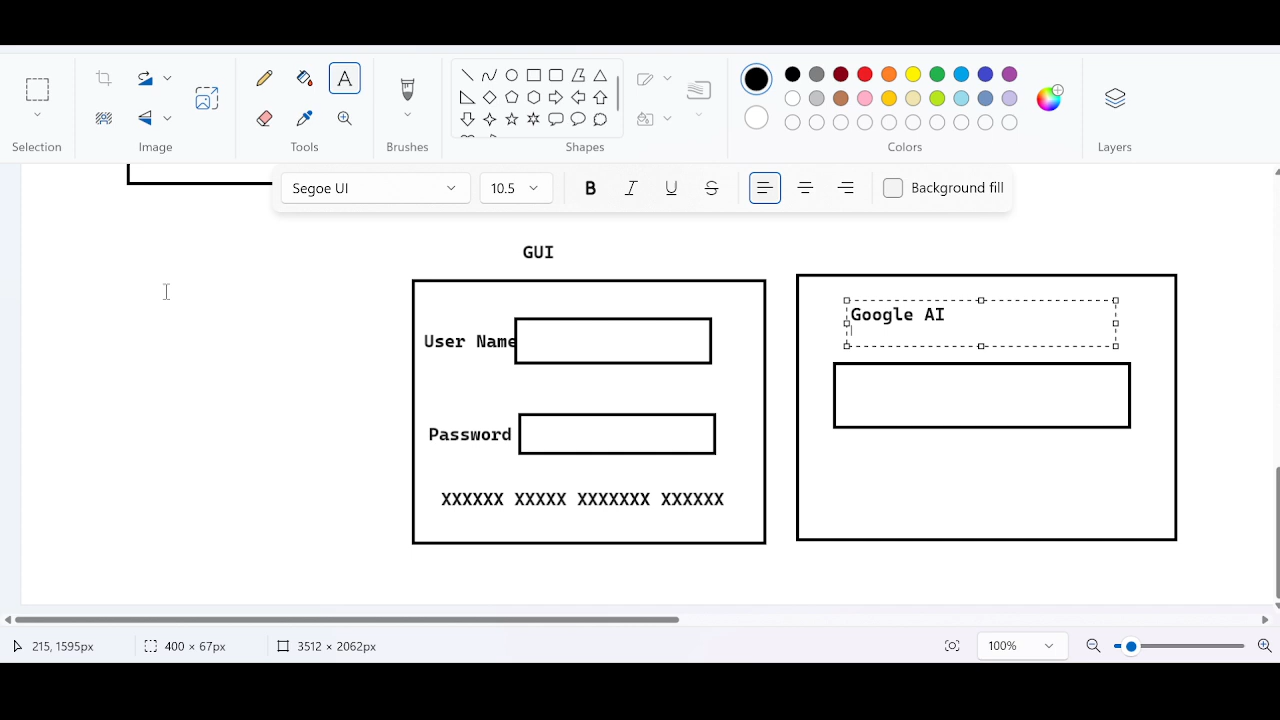 Selection
Image
Tools
Brushes
Shapes
Colors
Layers
Segoe UI
10.5
B
I
U
S
Background fill
GUI
Google AI
User Name
Password
XXXXXX XXXXX XXXXXXX XXXXXX
215, 1595px
400 × 67px
3512 × 2062px
100%